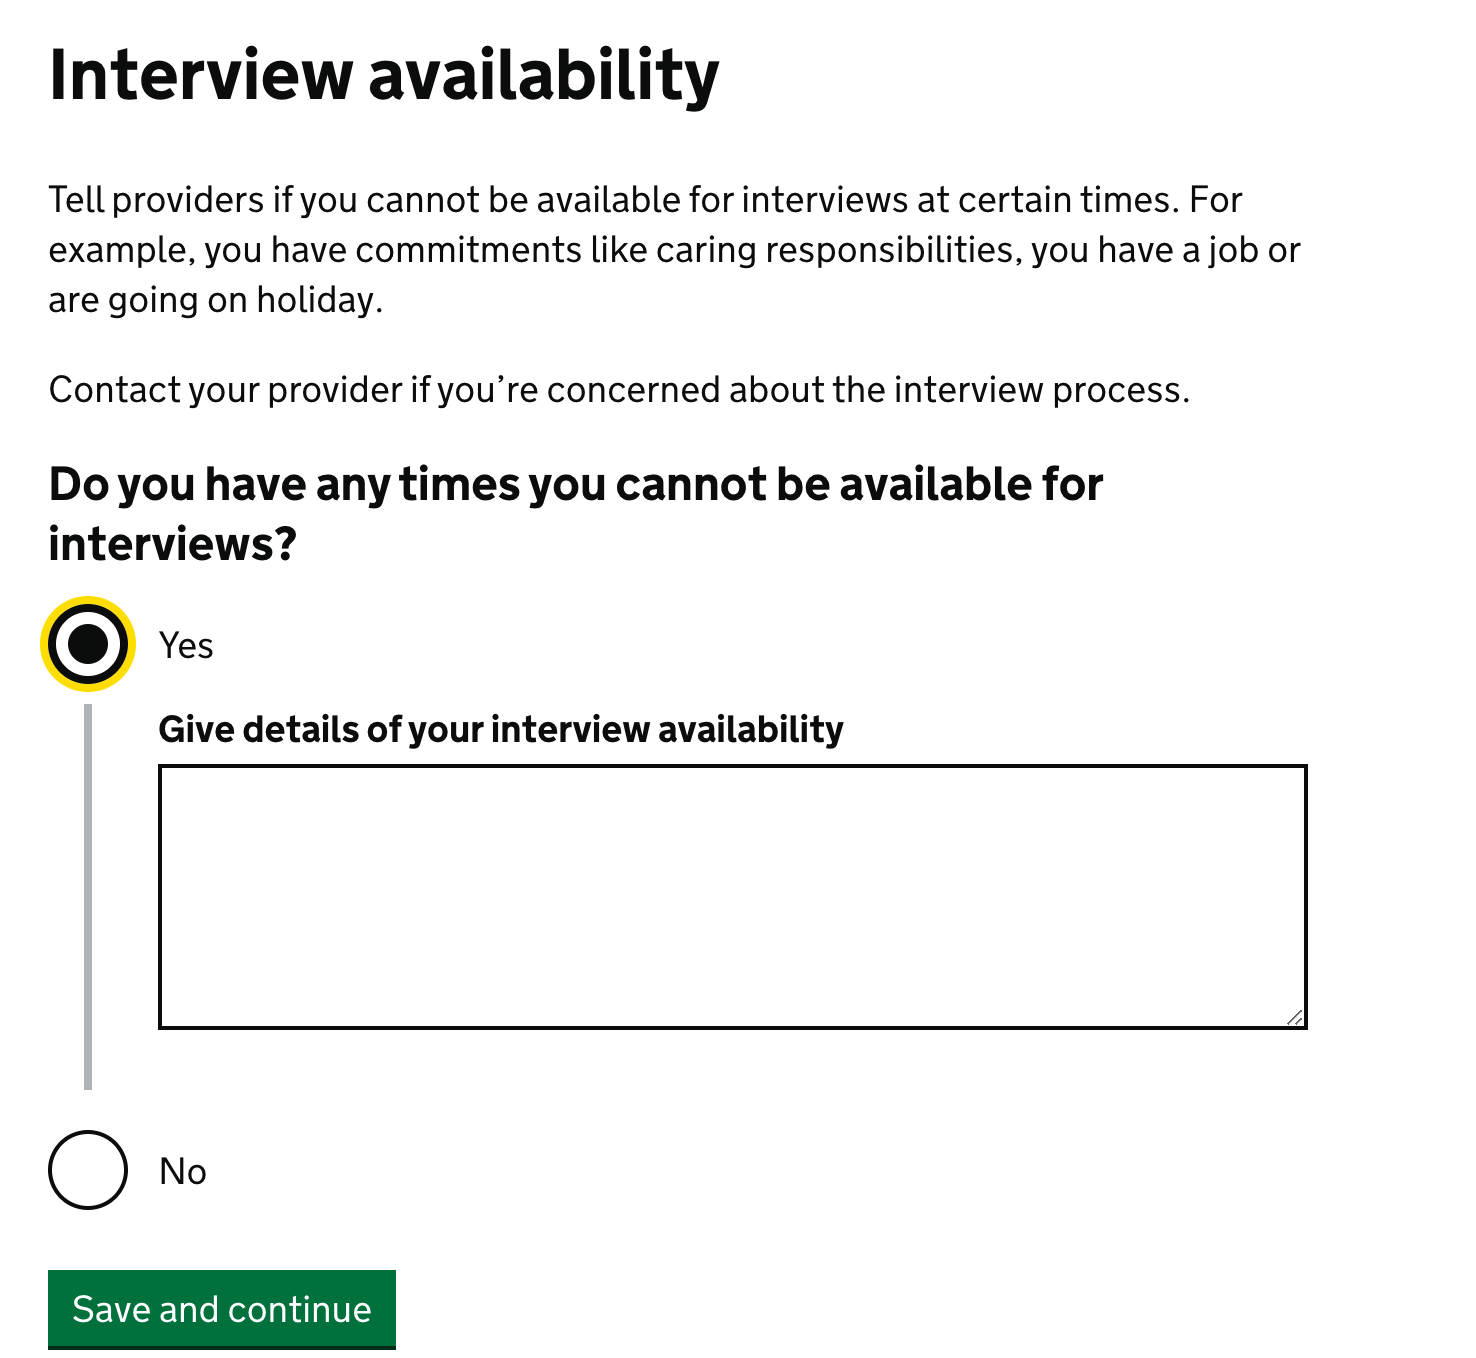 Interview availability
Tell providers if you cannot be available for interviews at certain times. For
example, you have commitments like caring responsibilities, you have a job or
are going on holiday.
Contact your provider if you’re concerned about the interview process.
Do you have any times you cannot be available for
interviews?
Yes
Give details of your interview availability
No
Save and continue